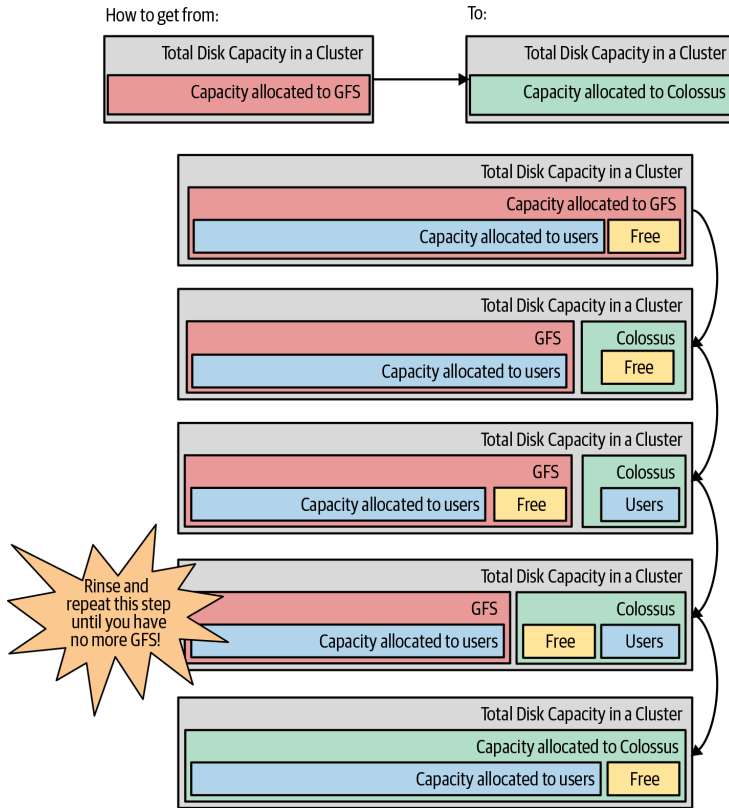 How to get from:
To:
Total Disk Capacity in a Cluster
Capacity allocated to GFS
Total Disk Capacity in a Cluster
Capacity allocated to Colossus
Total Disk Capacity in a Cluster
Capacity allocated to GFS
Capacity allocated to users
Free
Total Disk Capacity in a Cluster
GFS
Colossus
Capacity allocated to users
Free
Total Disk Capacity in a Cluster
GFS
Colossus
Capacity allocated to users
Free
Users
Rinse and
repeat this step
until you have
no more GFS!
Total Disk Capacity in a Cluster
GFS
Colossus
Capacity allocated to users
Free
Users
Total Disk Capacity in a Cluster
Capacity allocated to Colossus
Capacity allocated to users
Free